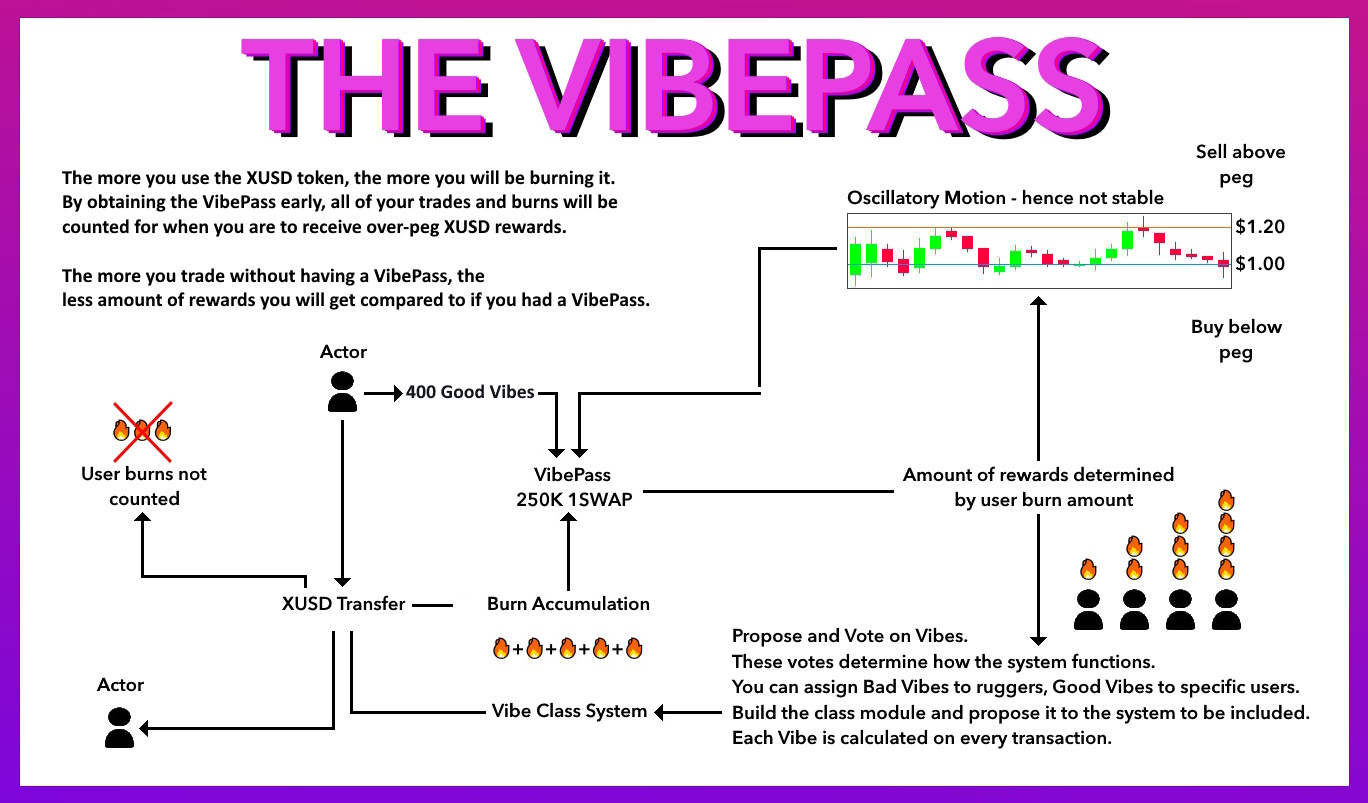 THE VIBEPASS
The more you use the XUSD token, the more you will be burning it.
By obtaining the VibePass early, all of your trades and burns will be
counted for when you are to receive over-peg XUSD rewards.
The more you trade without having a VibePass, the
less amount of rewards you will get compared to if you had a VibePass.
Sell above
peg
Oscillatory Motion - hence not stable
$1.20
$1.00
Buy below
peg
Actor
400 Good Vibes
User burns not
counted
VibePass
250K 1SWAP
Amount of rewards determined
by user burn amount
XUSD Transfer
Burn Accumulation
+ + + +
Propose and Vote on Vibes.
These votes determine how the system functions.
You can assign Bad Vibes to ruggers, Good Vibes to specific users.
Build the class module and propose it to the system to be included.
Each Vibe is calculated on every transaction.
Actor
Vibe Class System